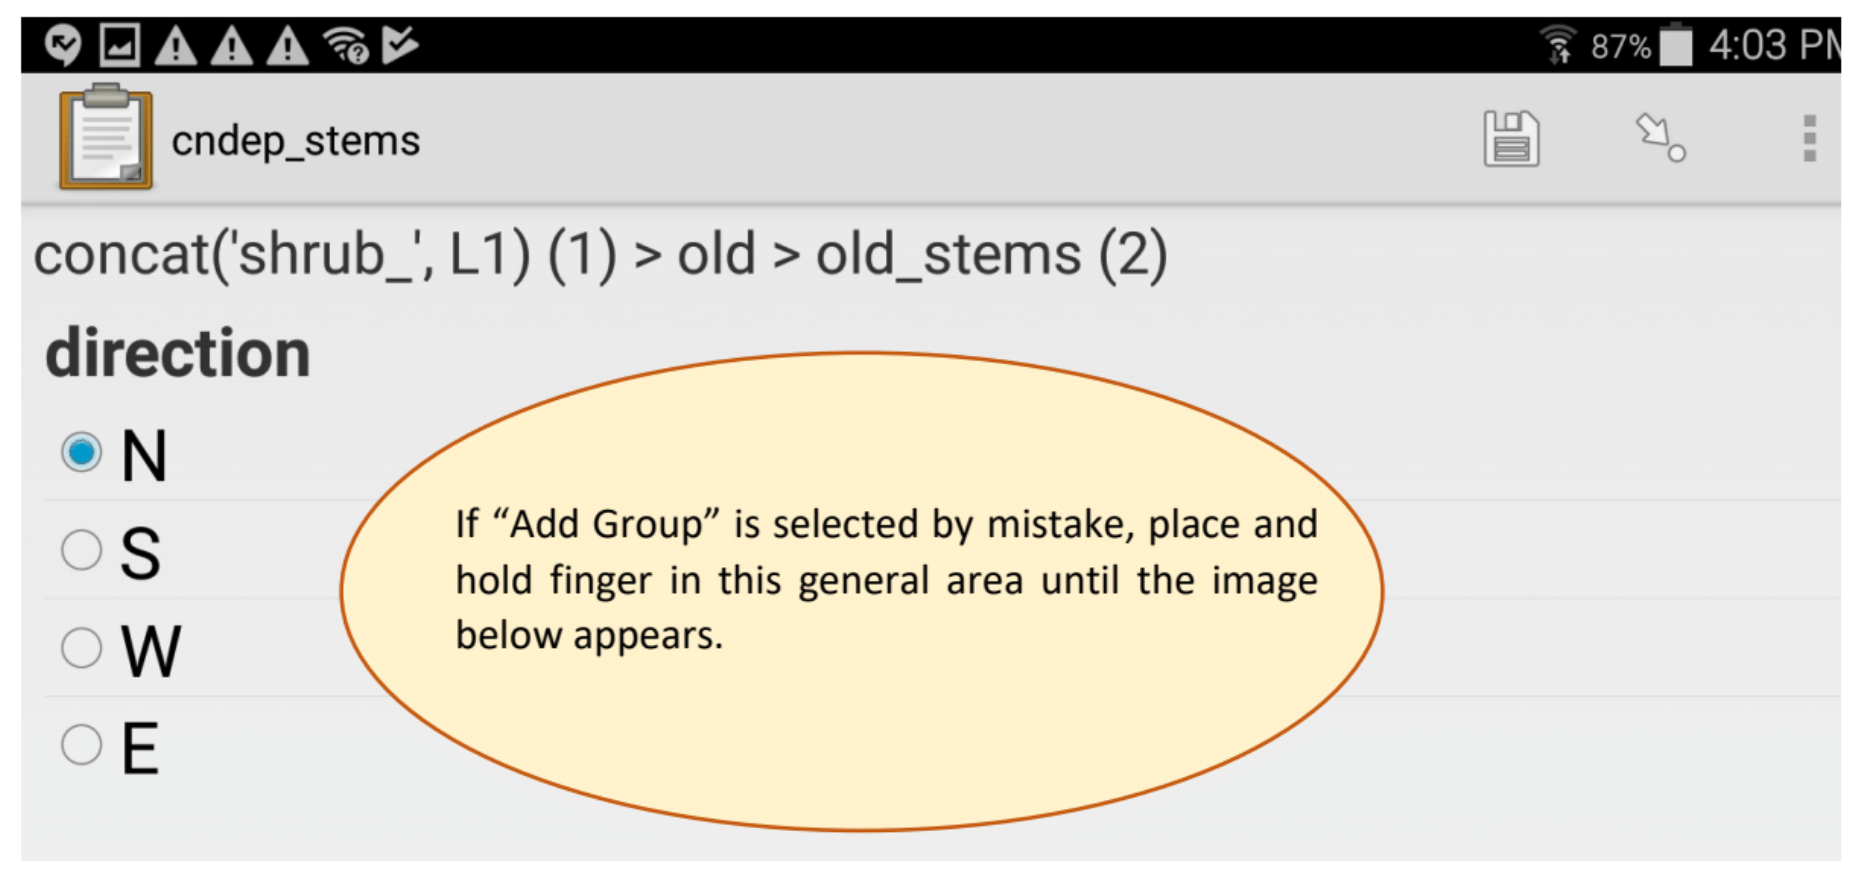 87% 4:03 PM
cndep_stems
concat('shrub_', L1) (1) > old > old_stems (2)
direction
N
S
W
E
If “Add Group” is selected by mistake, place and
hold finger in this general area until the image
below appears.